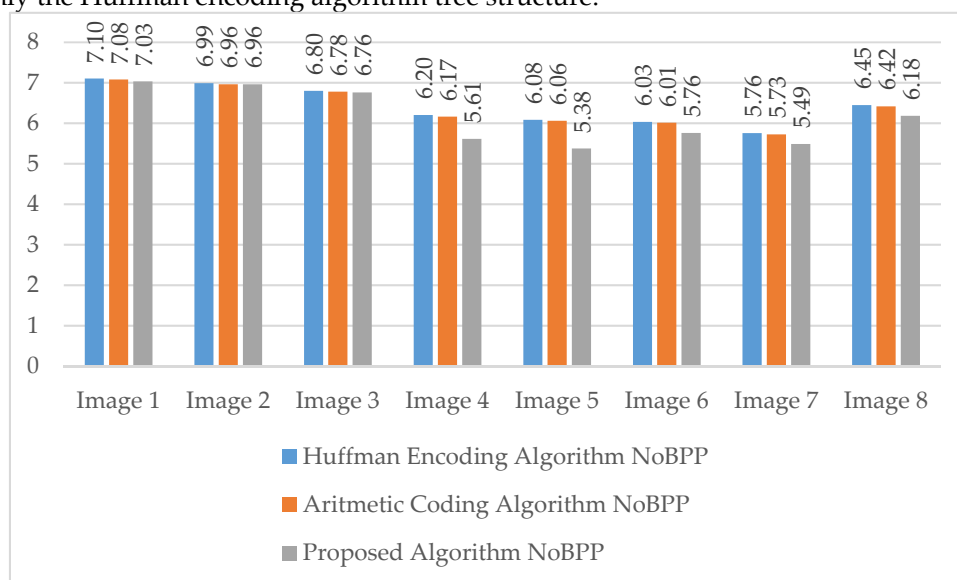 ly the Huffman encoding algorithm tree structure.
8
7.10 7.08 7.03 6.99 6.96 6.96 6.80 6.78 6.76 6.20 6.17 5.61 6.08 6.06 5.38 6.03 6.01 5.76 5.76 5.73 5.49 6.45 6.42 6.18
7
6
5
4
3
2
1
0
Image 1 Image 2 Image 3 Image 4 Image 5 Image 6 Image 7 Image 8
Huffman Encoding Algorithm NoBPP
Aritmetic Coding Algorithm NoBPP
Proposed Algorithm NoBPP